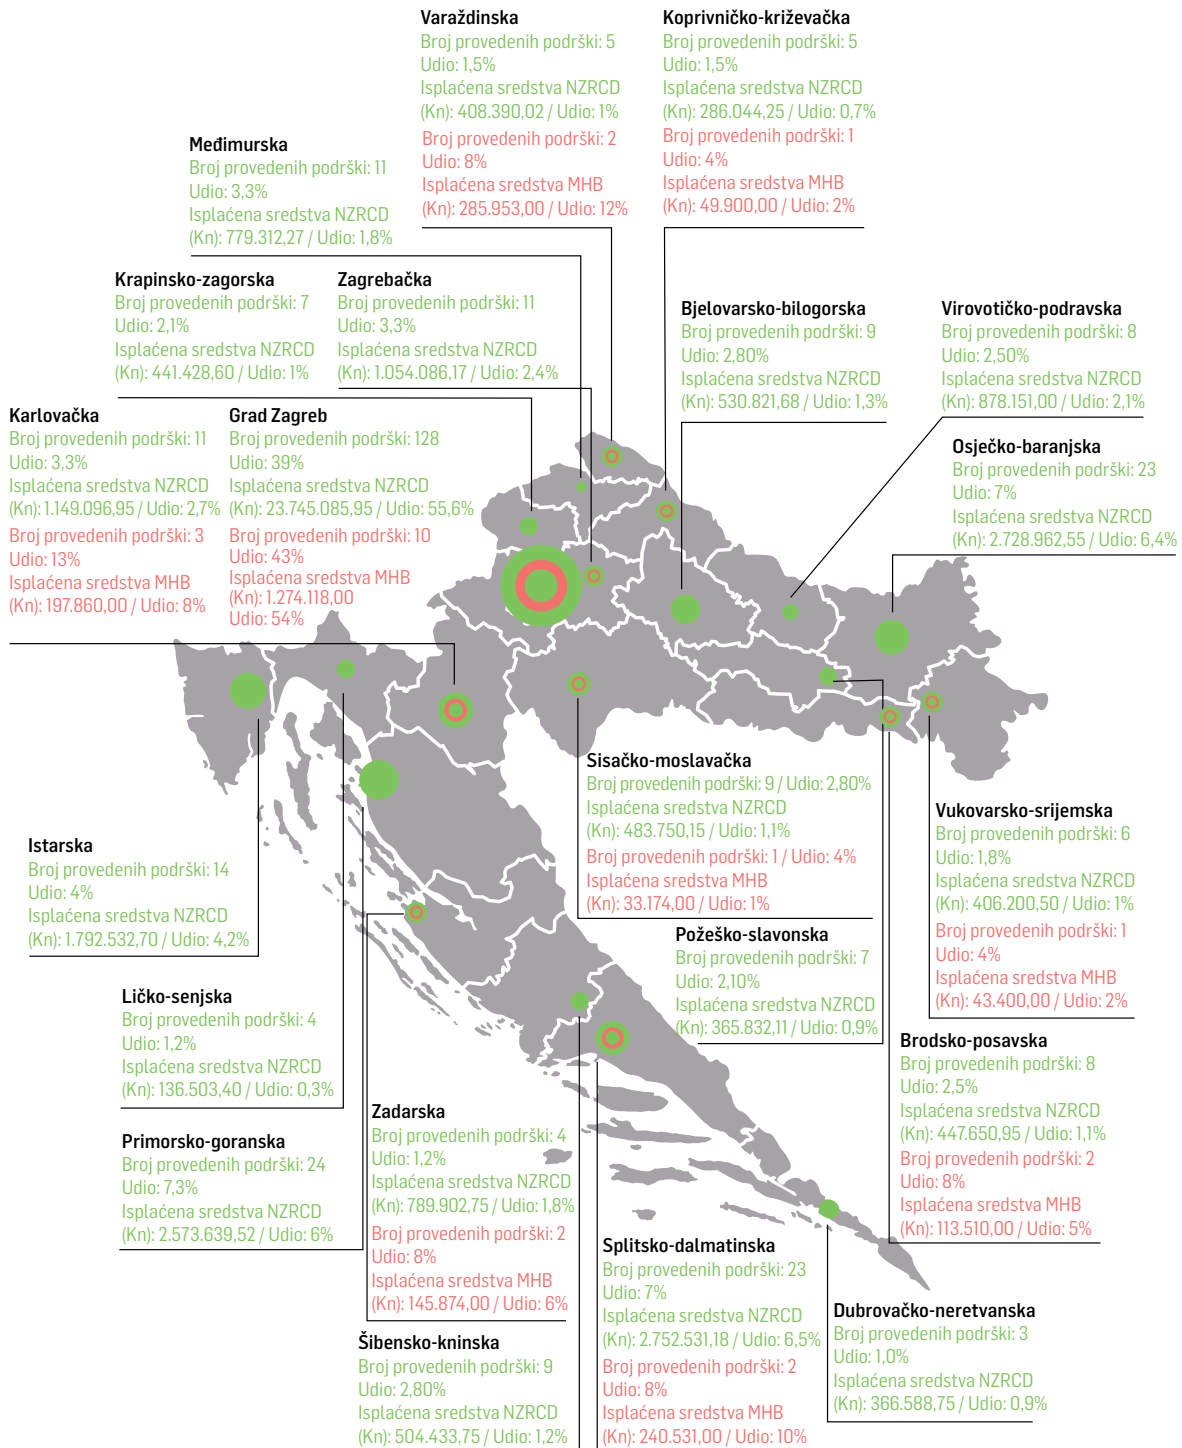 Varaždinska
Broj provedenih podrški: 5
Udio: 1,5%
Isplaćena sredstva NZRCD
(Kn): 408.390,02 / Udio: 1%
Broj provedenih podrški: 2
Udio: 8%
Isplaćena sredstva MHB
(Kn): 285.953,00 / Udio: 12%
Koprivničko-križevačka
Broj provedenih podrški: 5
Udio: 1,5%
Isplaćena sredstva NZRCD
(Kn): 286.044,25 / Udio: 0,7%
Broj provedenih podrški: 1
Udio: 4%
Isplaćena sredstva MHB
(Kn): 49.900,00 / Udio: 2%
Međimurska
Broj provedenih podrški: 11
Udio: 3,3%
Isplaćena sredstva NZRCD
(Kn): 779.312,27 / Udio: 1,8%
Krapinsko-zagorska
Broj provedenih podrški: 7
Udio: 2,1%
Isplaćena sredstva NZRCD
(Kn): 441.428,60 / Udio: 1%
Zagrebačka
Broj provedenih podrški: 11
Udio: 3,3%
Isplaćena sredstva NZRCD
(Kn): 1.054.086,17 / Udio: 2,4%
Bjelovarsko-bilogorska
Broj provedenih podrški: 9
Udio: 2,80%
Isplaćena sredstva NZRCD
(Kn): 530.821,68 / Udio: 1,3%
Virovotičko-podravska
Broj provedenih podrški: 8
Udio: 2,50%
Isplaćena sredstva NZRCD
(Kn): 878.151,00 / Udio: 2,1%
Karlovačka
Broj provedenih podrški: 11
Udio: 3,3%
Isplaćena sredstva NZRCD
(Kn): 1.149.096,95 / Udio: 2,7%
Broj provedenih podrški: 3
Udio: 13%
Isplaćena sredstva MHB
(Kn): 197.860,00 / Udio: 8%
Grad Zagreb
Broj provedenih podrški: 128
Udio: 39%
Isplaćena sredstva NZRCD
(Kn): 23.745.085,95 / Udio: 55,6%
Broj provedenih podrški: 10
Udio: 43%
Isplaćena sredstva MHB
(Kn): 1.274.118,00
Udio: 54%
Osječko-baranjska
Broj provedenih podrški: 23
Udio: 7%
Isplaćena sredstva NZRCD
(Kn): 2.728.962,55 / Udio: 6,4%
Sisačko-moslavačka
Broj provedenih podrški: 9 / Udio: 2,80%
Isplaćena sredstva NZRCD
(Kn): 483.750,15 / Udio: 1,1%
Broj provedenih podrški: 1 / Udio: 4%
Isplaćena sredstva MHB
(Kn): 33.174,00 / Udio: 1%
Vukovarsko-srijemska
Broj provedenih podrški: 6
Udio: 1,8%
Isplaćena sredstva NZRCD
(Kn): 406.200,50 / Udio: 1%
Broj provedenih podrški: 1
Udio: 4%
Isplaćena sredstva MHB
(Kn): 43.400,00 / Udio: 2%
Istarska
Broj provedenih podrški: 14
Udio: 4%
Isplaćena sredstva NZRCD
(Kn): 1.792.532,70 / Udio: 4,2%
Požeško-slavonska
Broj provedenih podrški: 7
Udio: 2,10%
Isplaćena sredstva NZRCD
(Kn): 365.832,11 / Udio: 0,9%
Ličko-senjska
Broj provedenih podrški: 4
Udio: 1,2%
Isplaćena sredstva NZRCD
(Kn): 136.503,40 / Udio: 0,3%
Brodsko-posavska
Broj provedenih podrški: 8
Udio: 2,5%
Isplaćena sredstva NZRCD
(Kn): 447.650,95 / Udio: 1,1%
Broj provedenih podrški: 2
Udio: 8%
Isplaćena sredstva MHB
(Kn): 113.510,00 / Udio: 5%
Primorsko-goranska
Broj provedenih podrški: 24
Udio: 7,3%
Isplaćena sredstva NZRCD
(Kn): 2.573.639,52 / Udio: 6%
Zadarska
Broj provedenih podrški: 4
Udio: 1,2%
Isplaćena sredstva NZRCD
(Kn): 789.902,75 / Udio: 1,8%
Broj provedenih podrški: 2
Udio: 8%
Isplaćena sredstva MHB
(Kn): 145.874,00 / Udio: 6%
Splitsko-dalmatinska
Broj provedenih podrški: 23
Udio: 7%
Isplaćena sredstva NZRCD
(Kn): 2.752.531,18 / Udio: 6,5%
Broj provedenih podrški: 2
Udio: 8%
Isplaćena sredstva MHB
(Kn): 240.531,00 / Udio: 10%
Dubrovačko-neretvanska
Broj provedenih podrški: 3
Udio: 1,0%
Isplaćena sredstva NZRCD
(Kn): 366.588,75 / Udio: 0,9%
Šibensko-kninska
Broj provedenih podrški: 9
Udio: 2,80%
Isplaćena sredstva NZRCD
(Kn): 504.433,75 / Udio: 1,2%